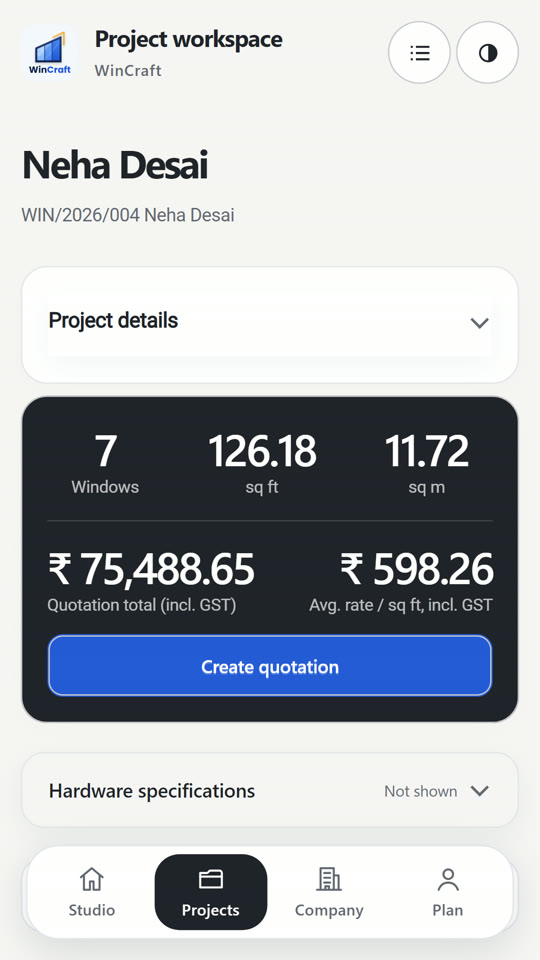 Project workspace
WinCraft
WinCraft
Neha Desai
WIN/2026/004 Neha Desai
Project details
7 126.18 11.72
Windows sq ft sq m
₹ 75,488.65 ₹ 598.26
Quotation total (incl. GST) Avg. rate / sq ft, incl. GST
Create quotation
Hardware specifications Not shown
Studio Projects Company Plan